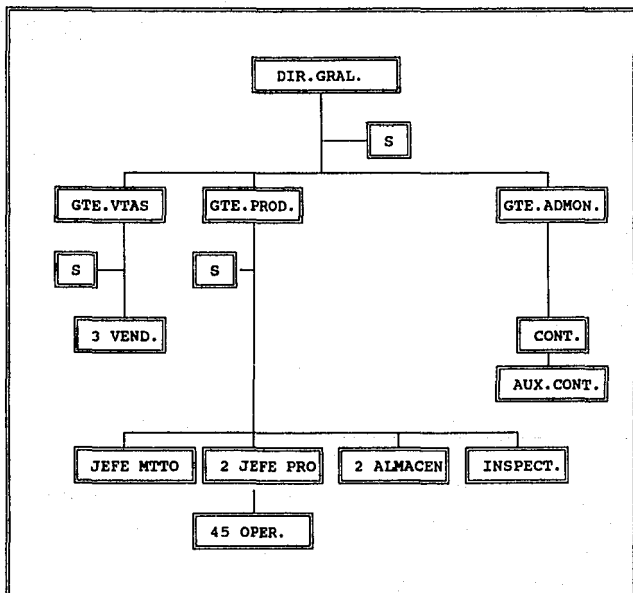 DIR.GRAL.
S
GTE.VTAS
GTE.PROD.
GTE.ADMON.
S
S
3 VEND.
CONT.
AUX.CONT.
JEFE MTTO
2 JEFE PRO
2 ALMACEN
INSPECT.
45 OPER.